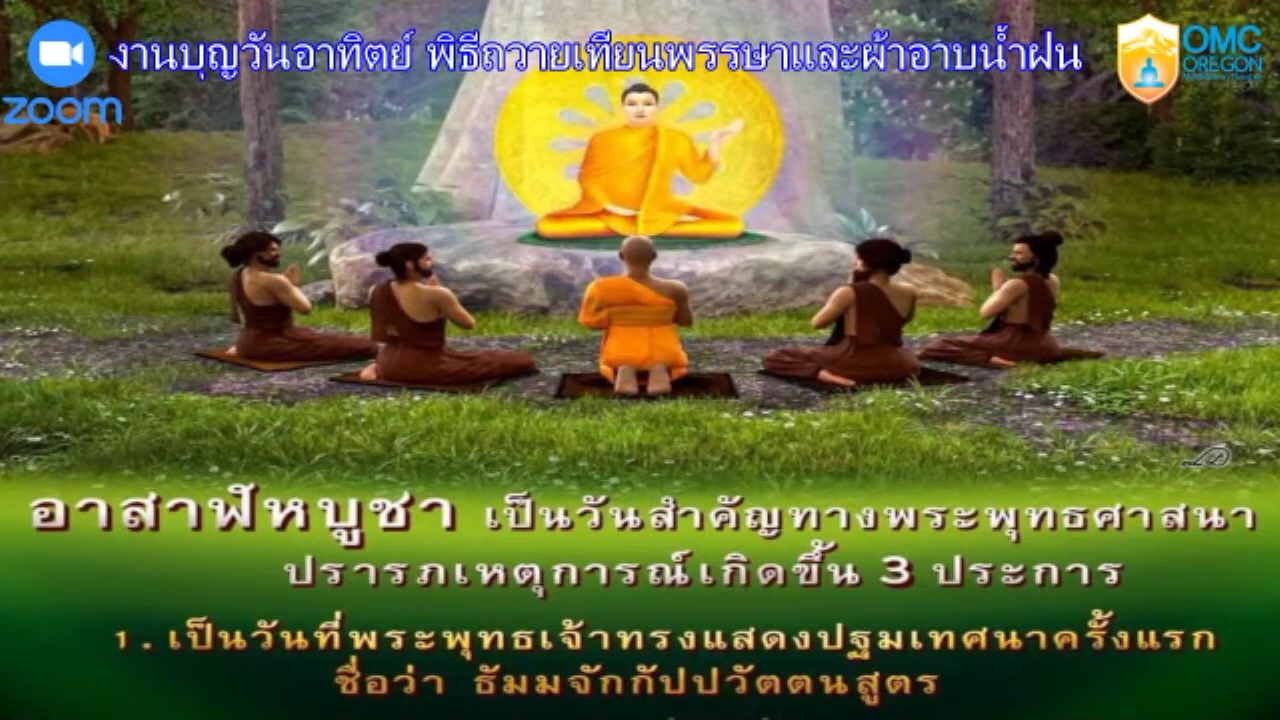 งานบุญวันอาทิตย์ พิธีถวายเทียนพรรษาและผ้าอาบน้ำฝน
zoom
OMC
OREGON
อาสาฬหบูชา เป็นวันสำคัญทางพระพุทธศาสนา
ปรารภเหตุการณ์เกิดขึ้น 3 ประการ
1. เป็นวันที่พระพุทธเจ้าทรงแสดงปฐมเทศนาครั้งแรก
ชื่อว่า ธัมมจักกัปปวัตตนสูตร